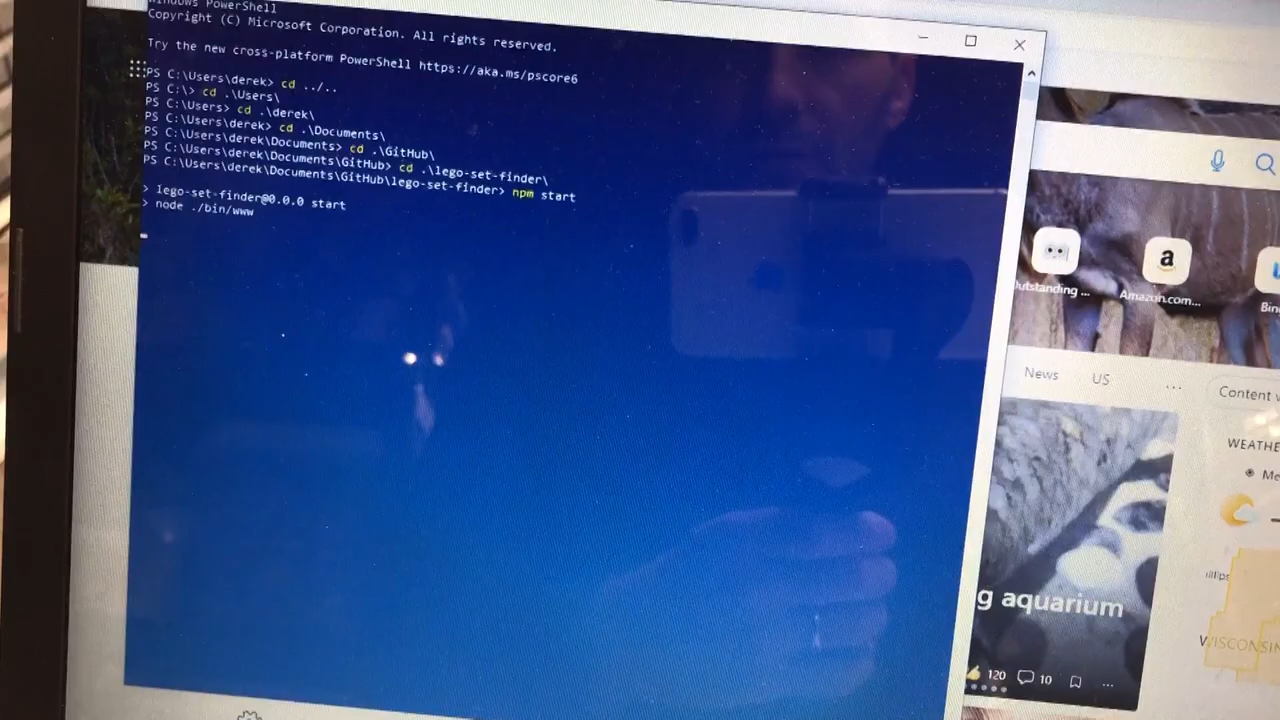 Windows PowerShell
Copyright (C) Microsoft Corporation. All rights reserved.
Try the new cross-platform PowerShell https://aka.ms/pscore6
PS C:\Users\derek> cd ../..
PS C:\> cd .\Users\
PS C:\Users> cd .\derek\
PS C:\Users\derek> cd .\Documents\
PS C:\Users\derek\Documents> cd .\GitHub\
PS C:\Users\derek\Documents\GitHub> cd .\lego-set-finder\
PS C:\Users\derek\Documents\GitHub\lego-set-finder> npm start
> lego-set-finder@0.0.0 start
> node ./bin/www
a
Outstanding ...
Amazon.com...
Bin
News US ...
Content
WEATHE
Me
g aquarium
WISCONSIN
120 10 ...